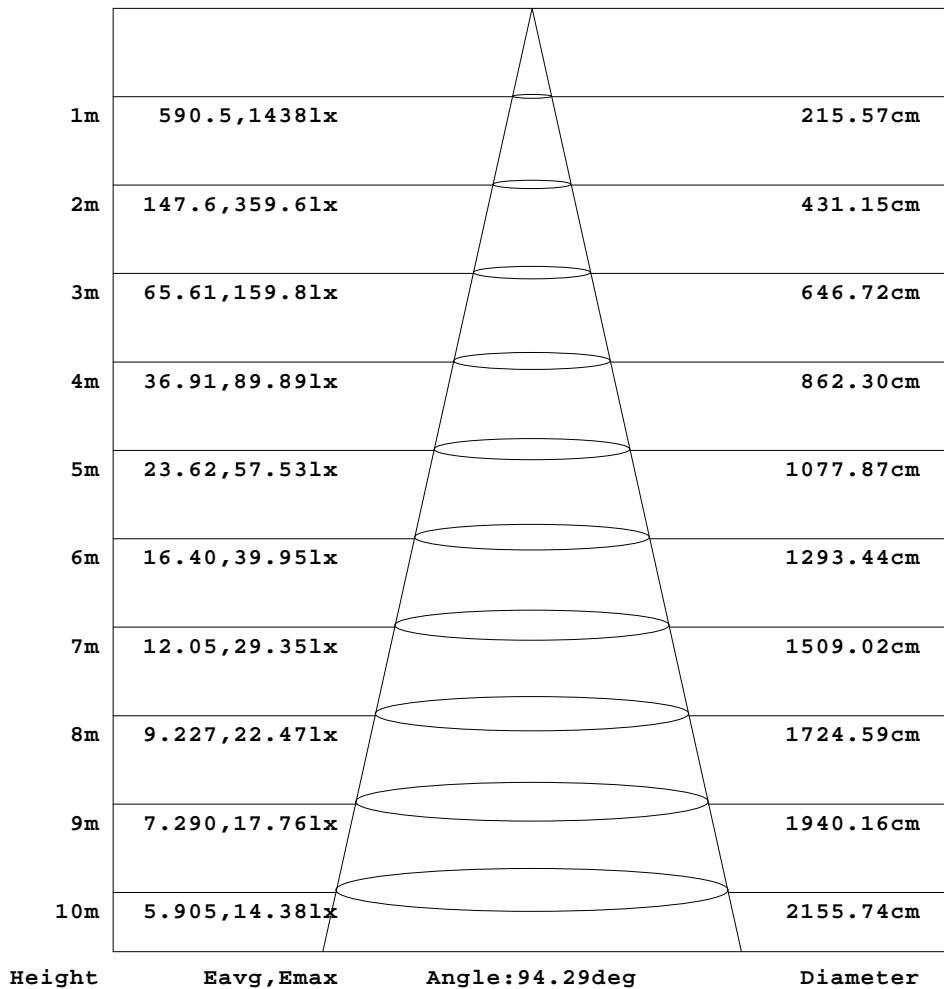 1m 590.5,1438lx 215.57cm
2m 147.6,359.6lx 431.15cm
3m 65.61,159.8lx 646.72cm
4m 36.91,89.89lx 862.30cm
5m 23.62,57.53lx 1077.87cm
6m 16.40,39.95lx 1293.44cm
7m 12.05,29.35lx 1509.02cm
8m 9.227,22.47lx 1724.59cm
9m 7.290,17.76lx 1940.16cm
10m 5.905,14.38lx 2155.74cm
Height Eavg,Emax Angle:94.29deg Diameter